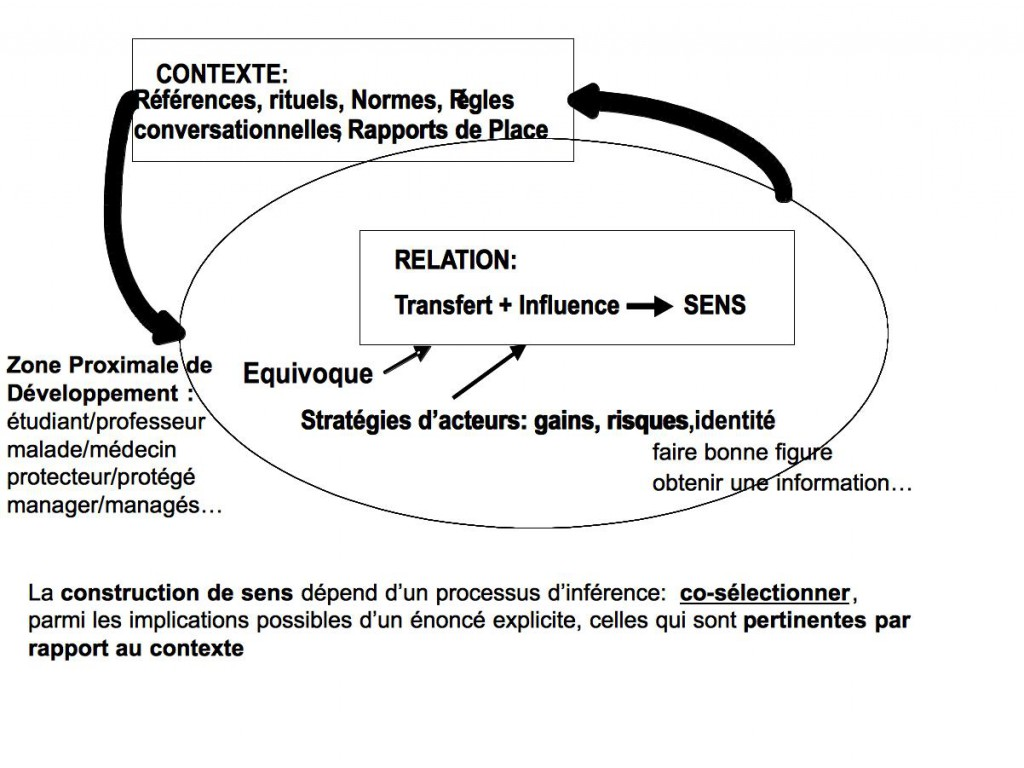 CONTEXTE:
Références, rituels, Normes, Règles
conversationnelles, Rapports de Place
RELATION:
Transfert + Influence SENS
Equivoque
Stratégies d’acteurs: gains, risques,identité
faire bonne figure
obtenir une information…
Zone Proximale de
Développement :
étudiant/professeur
malade/médecin
protecteur/protégé
manager/managés…
La construction de sens dépend d’un processus d’inférence: co-sélectionner,
parmi les implications possibles d’un énoncé explicite, celles qui sont pertinentes par
rapport au contexte